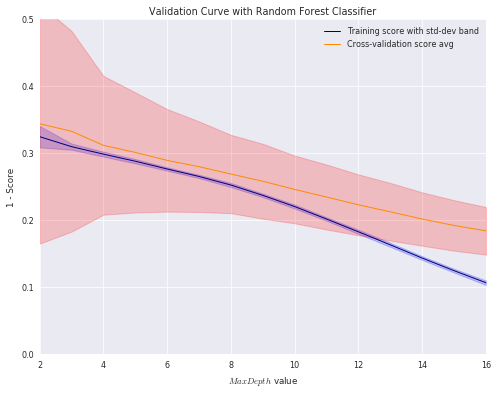 Validation Curve with Random Forest Classifier
0.5
0.4
0.3
0.2
0.1
0.0
1 - Score
Training score with std-dev band
Cross-validation score avg
2 4 6 8 10 12 14 16
MaxDepth value